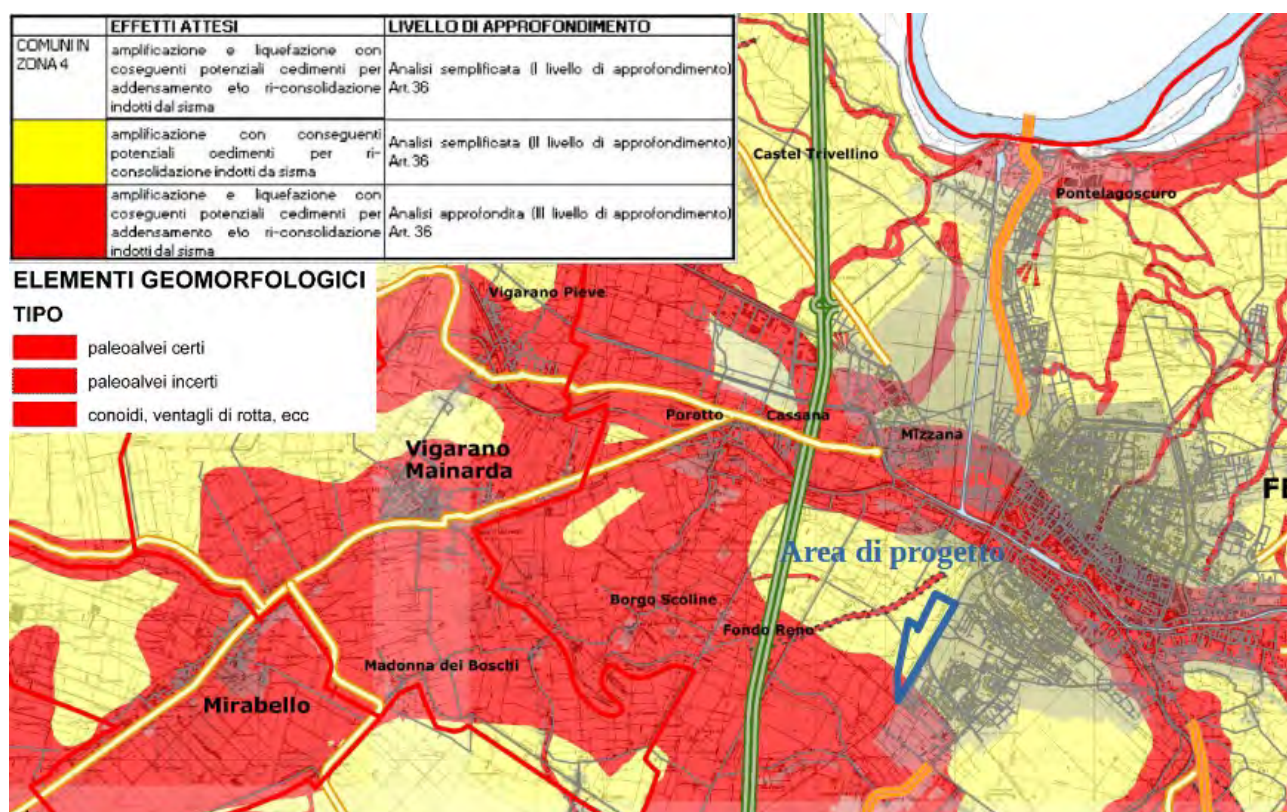 EFFETTI ATTESI
LIVELLO DI APPROFONDIMENTO
COMUNI IN
ZONA 4
amplificazione e liquefazione con
coseguenti potenziali cedimenti per
addensamento e\o ri-consolidazione
indotti dal sisma
Analisi semplificata (I livello di approfondimento)
Art. 36
amplificazione con conseguenti
potenziali cedimenti per ri-
consolidazione indotti da sisma
Analisi semplificata (II livello di approfondimento)
Art. 36
amplificazione e liquefazione con
coseguenti potenziali cedimenti per
addensamento e\o ri-consolidazione
indotti dal sisma
Analisi approfondita (III livello di approfondimento)
Art. 36
ELEMENTI GEOMORFOLOGICI
TIPO
paleoalvei certi
paleoalvei incerti
conoidi, ventagli di rotta, ecc
Castel Trivellino
Pontelagoscuro
Vigarano Pieve
Porotto
Cassana
Mizzana
Vigarano
Mainarda
FE
Area di progetto
Borgo Scoline
Fondo Reno
Madonna dei Boschi
Mirabello